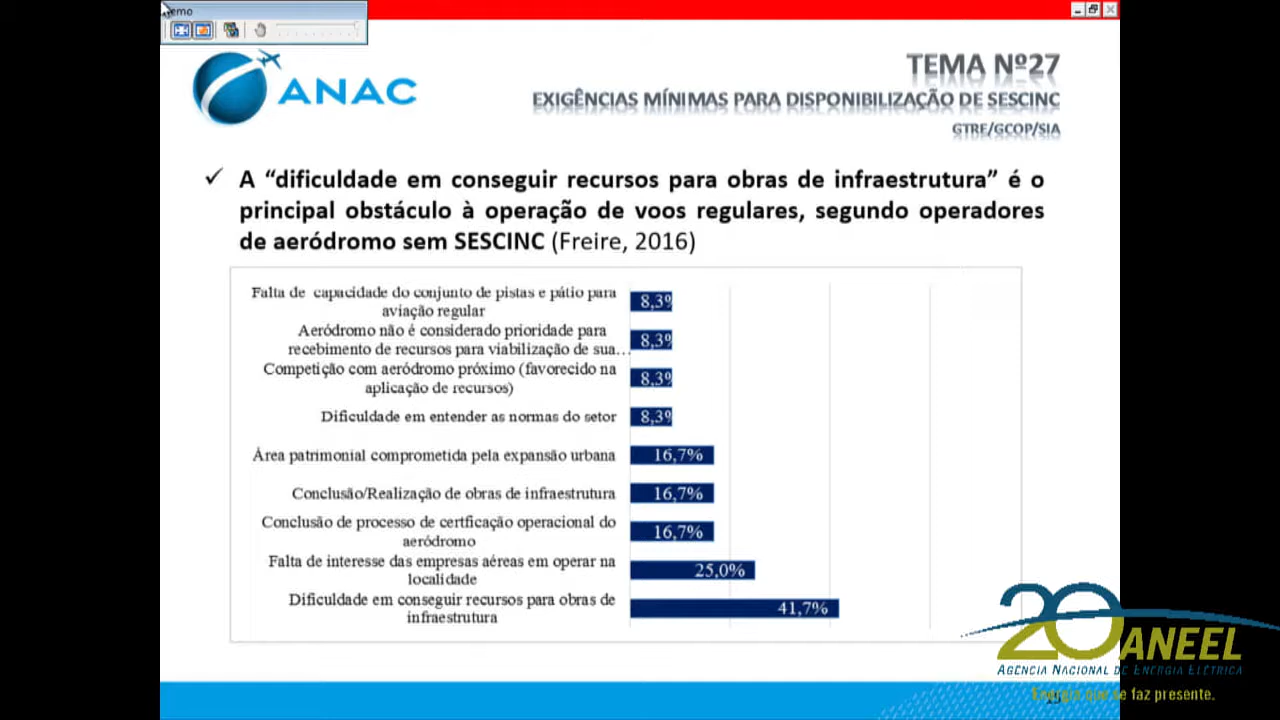 emo
ANAC
TEMA Nº27
EXIGÊNCIAS MÍNIMAS PARA DISPONIBILIZAÇÃO DE SESCINC
GTRE/GCOP/SIA
✓ A “dificuldade em conseguir recursos para obras de infraestrutura” é o
principal obstáculo à operação de voos regulares, segundo operadores
de aeródromo sem SESCINC (Freire, 2016)
Falta de capacidade do conjunto de pistas e pátio para
aviação regular
8,3%
Aeródromo não é considerado prioridade para
recebimento de recursos para viabilização de sua…
8,3%
Competição com aeródromo próximo (favorecido na
aplicação de recursos)
8,3%
Dificuldade em entender as normas do setor
8,3%
Área patrimonial comprometida pela expansão urbana
16,7%
Conclusão/Realização de obras de infraestrutura
16,7%
Conclusão de processo de certficação operacional do
aeródromo
16,7%
Falta de interesse das empresas aéreas em operar na
localidade
25,0%
Dificuldade em conseguir recursos para obras de
infraestrutura
41,7%
20 ANEEL
AGÊNCIA NACIONAL DE ENERGIA ELÉTRICA
Energia que se faz presente.